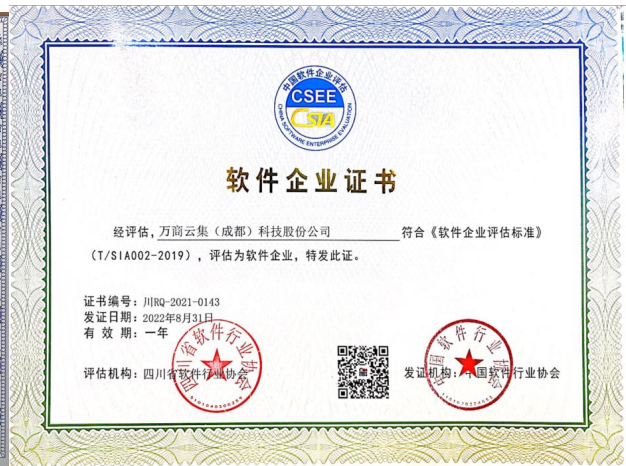 中国软件企业评估
CSEE
CSIA
CHINA SOFTWARE ENTERPRISE EVALUATION
软件企业证书
经评估，万商云集（成都）科技股份公司 符合《软件企业评估标准》
（T/SIA002-2019），评估为软件企业，特发此证。
证书编号：川RQ-2021-0143
发证日期：2022年8月31日
有 效 期：一年
四川省软件行业协会
中国软件行业协会
评估机构：四川省软件行业协会
发证机构：中国软件行业协会